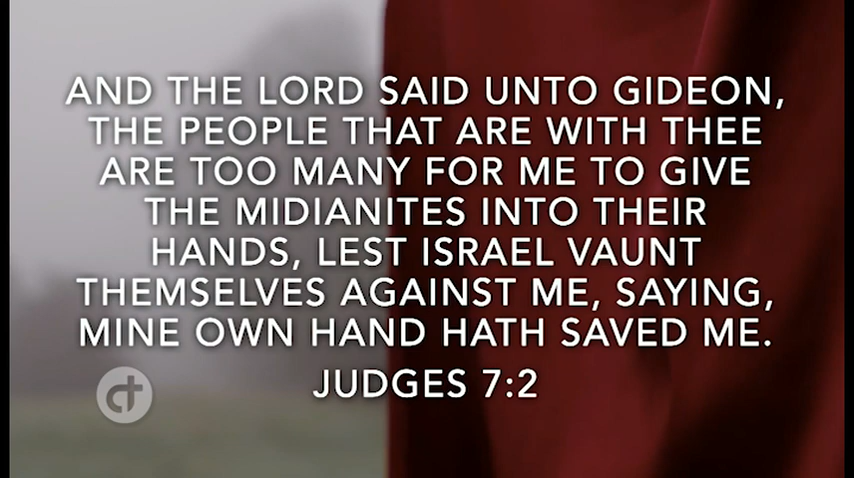 AND THE LORD SAID UNTO GIDEON,
THE PEOPLE THAT ARE WITH THEE
ARE TOO MANY FOR ME TO GIVE
THE MIDIANITES INTO THEIR
HANDS, LEST ISRAEL VAUNT
THEMSELVES AGAINST ME, SAYING,
MINE OWN HAND HATH SAVED ME.
JUDGES 7:2